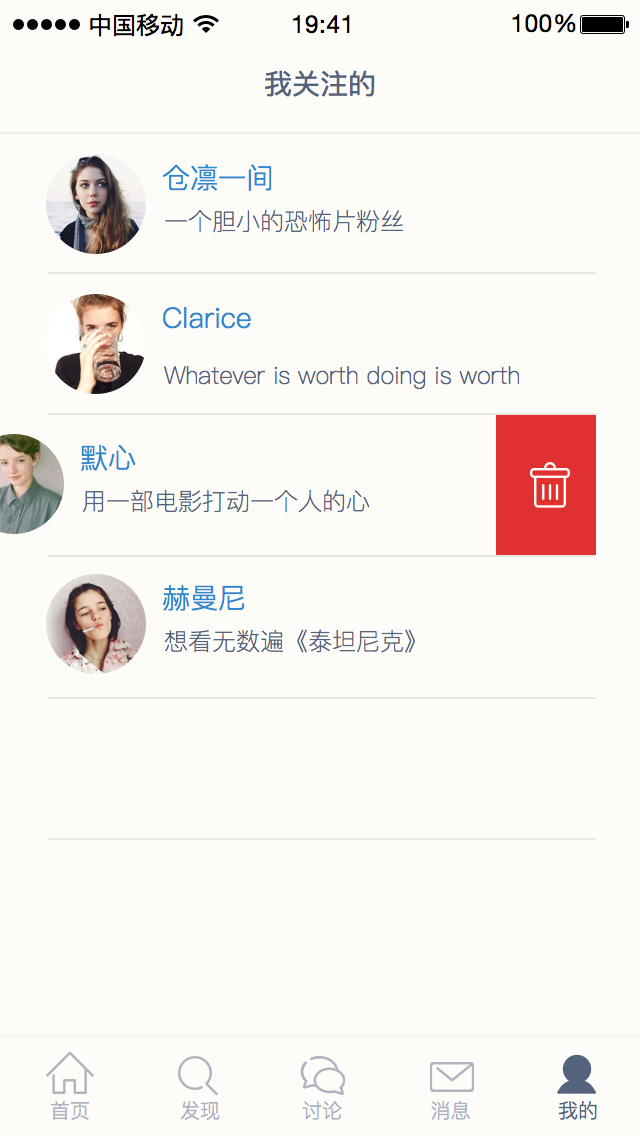 中国移动 19:41 100%
我关注的
仓凛一间
一个胆小的恐怖片粉丝
Clarice
Whatever is worth doing is worth
默心
用一部电影打动一个人的心
赫曼尼
想看无数遍《泰坦尼克》
首页 发现 讨论 消息 我的